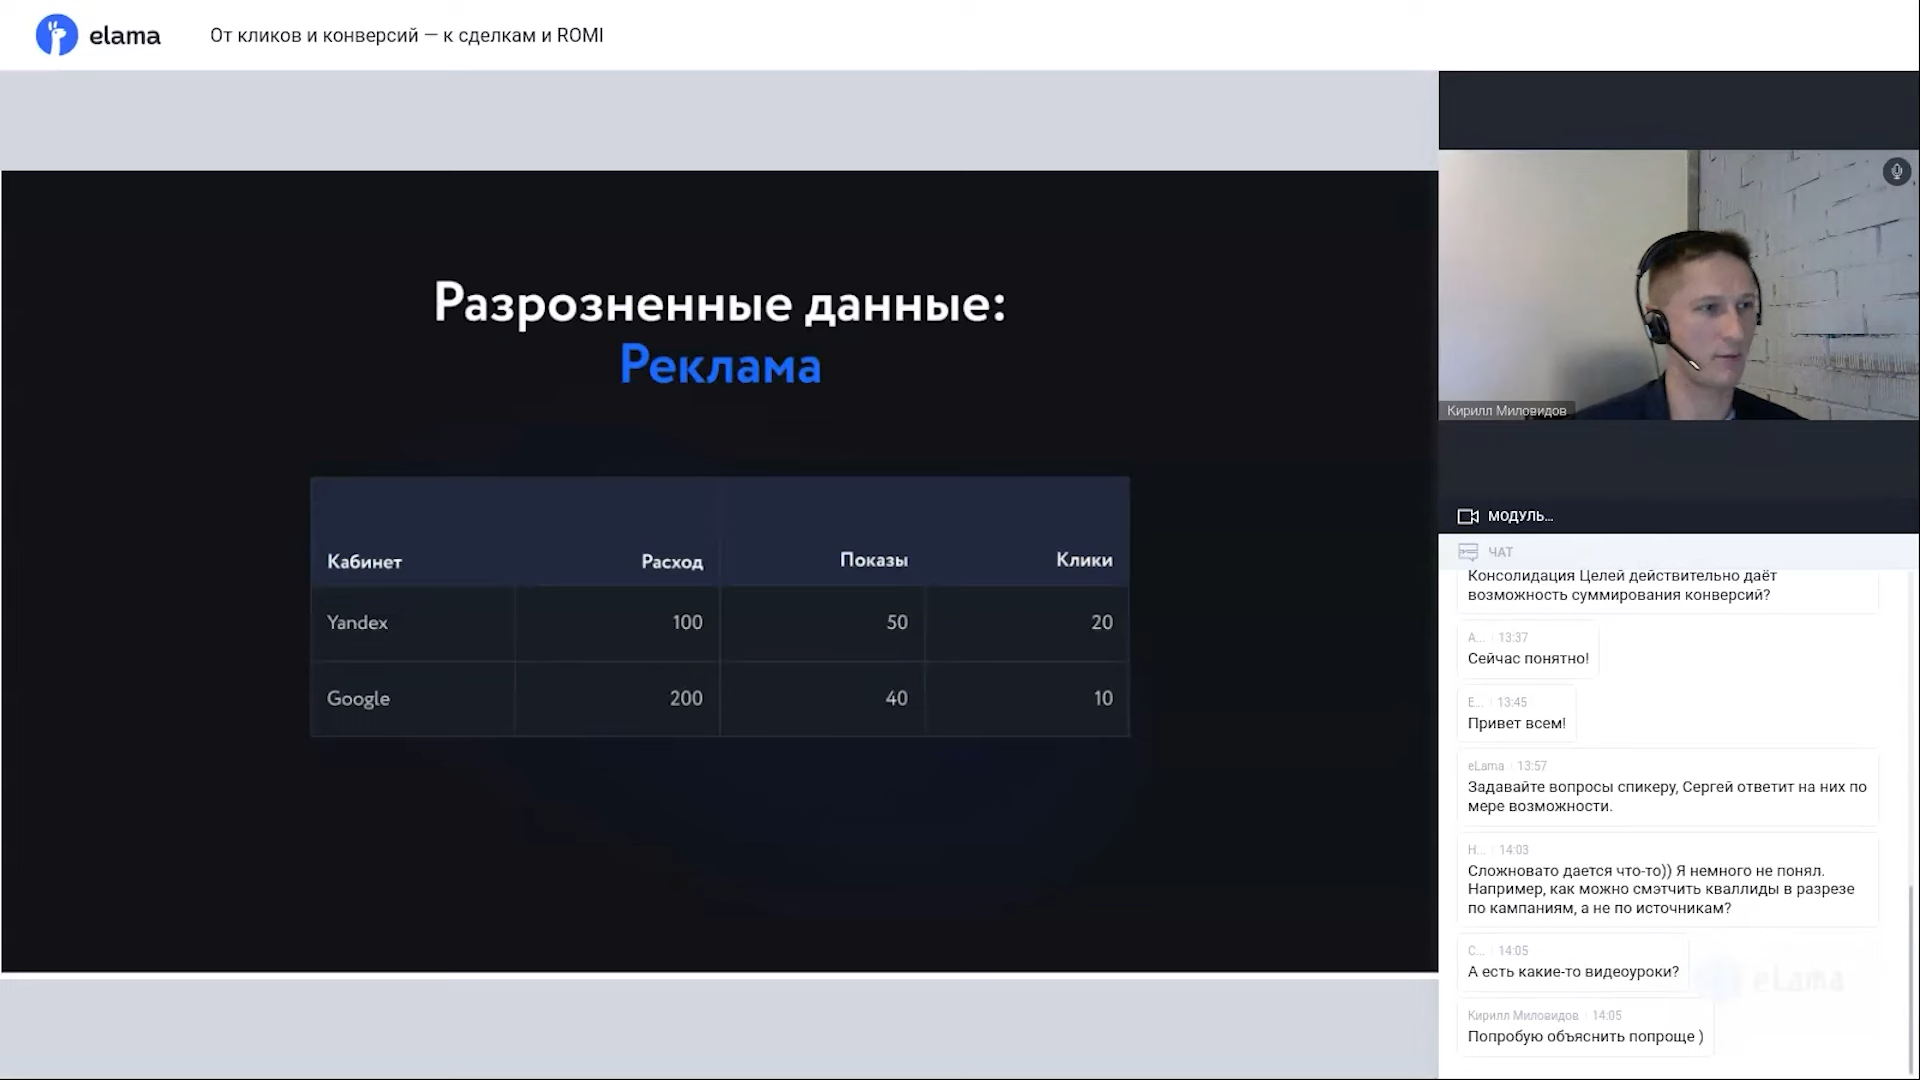 elama
От кликов и конверсий — к сделкам и ROMI
Разрозненные данные:
Реклама
Кабинет Расход Показы Клики
Yandex 100 50 20
Google 200 40 10
Кирилл Миловидов
МОДУЛЬ...
ЧАТ
Консолидация Целей действительно даёт
возможность суммирования конверсий?
А... 13:37
Сейчас понятно!
Е... 13:45
Привет всем!
eLama 13:57
Задавайте вопросы спикеру, Сергей ответит на них по
мере возможности.
Н... 14:03
Сложновато дается что-то)) Я немного не понял.
Например, как можно смэтчить кваллиды в разрезе
по кампаниям, а не по источникам?
С... 14:05
А есть какие-то видеоуроки?
eLama
Кирилл Миловидов 14:05
Попробую объяснить попроще )